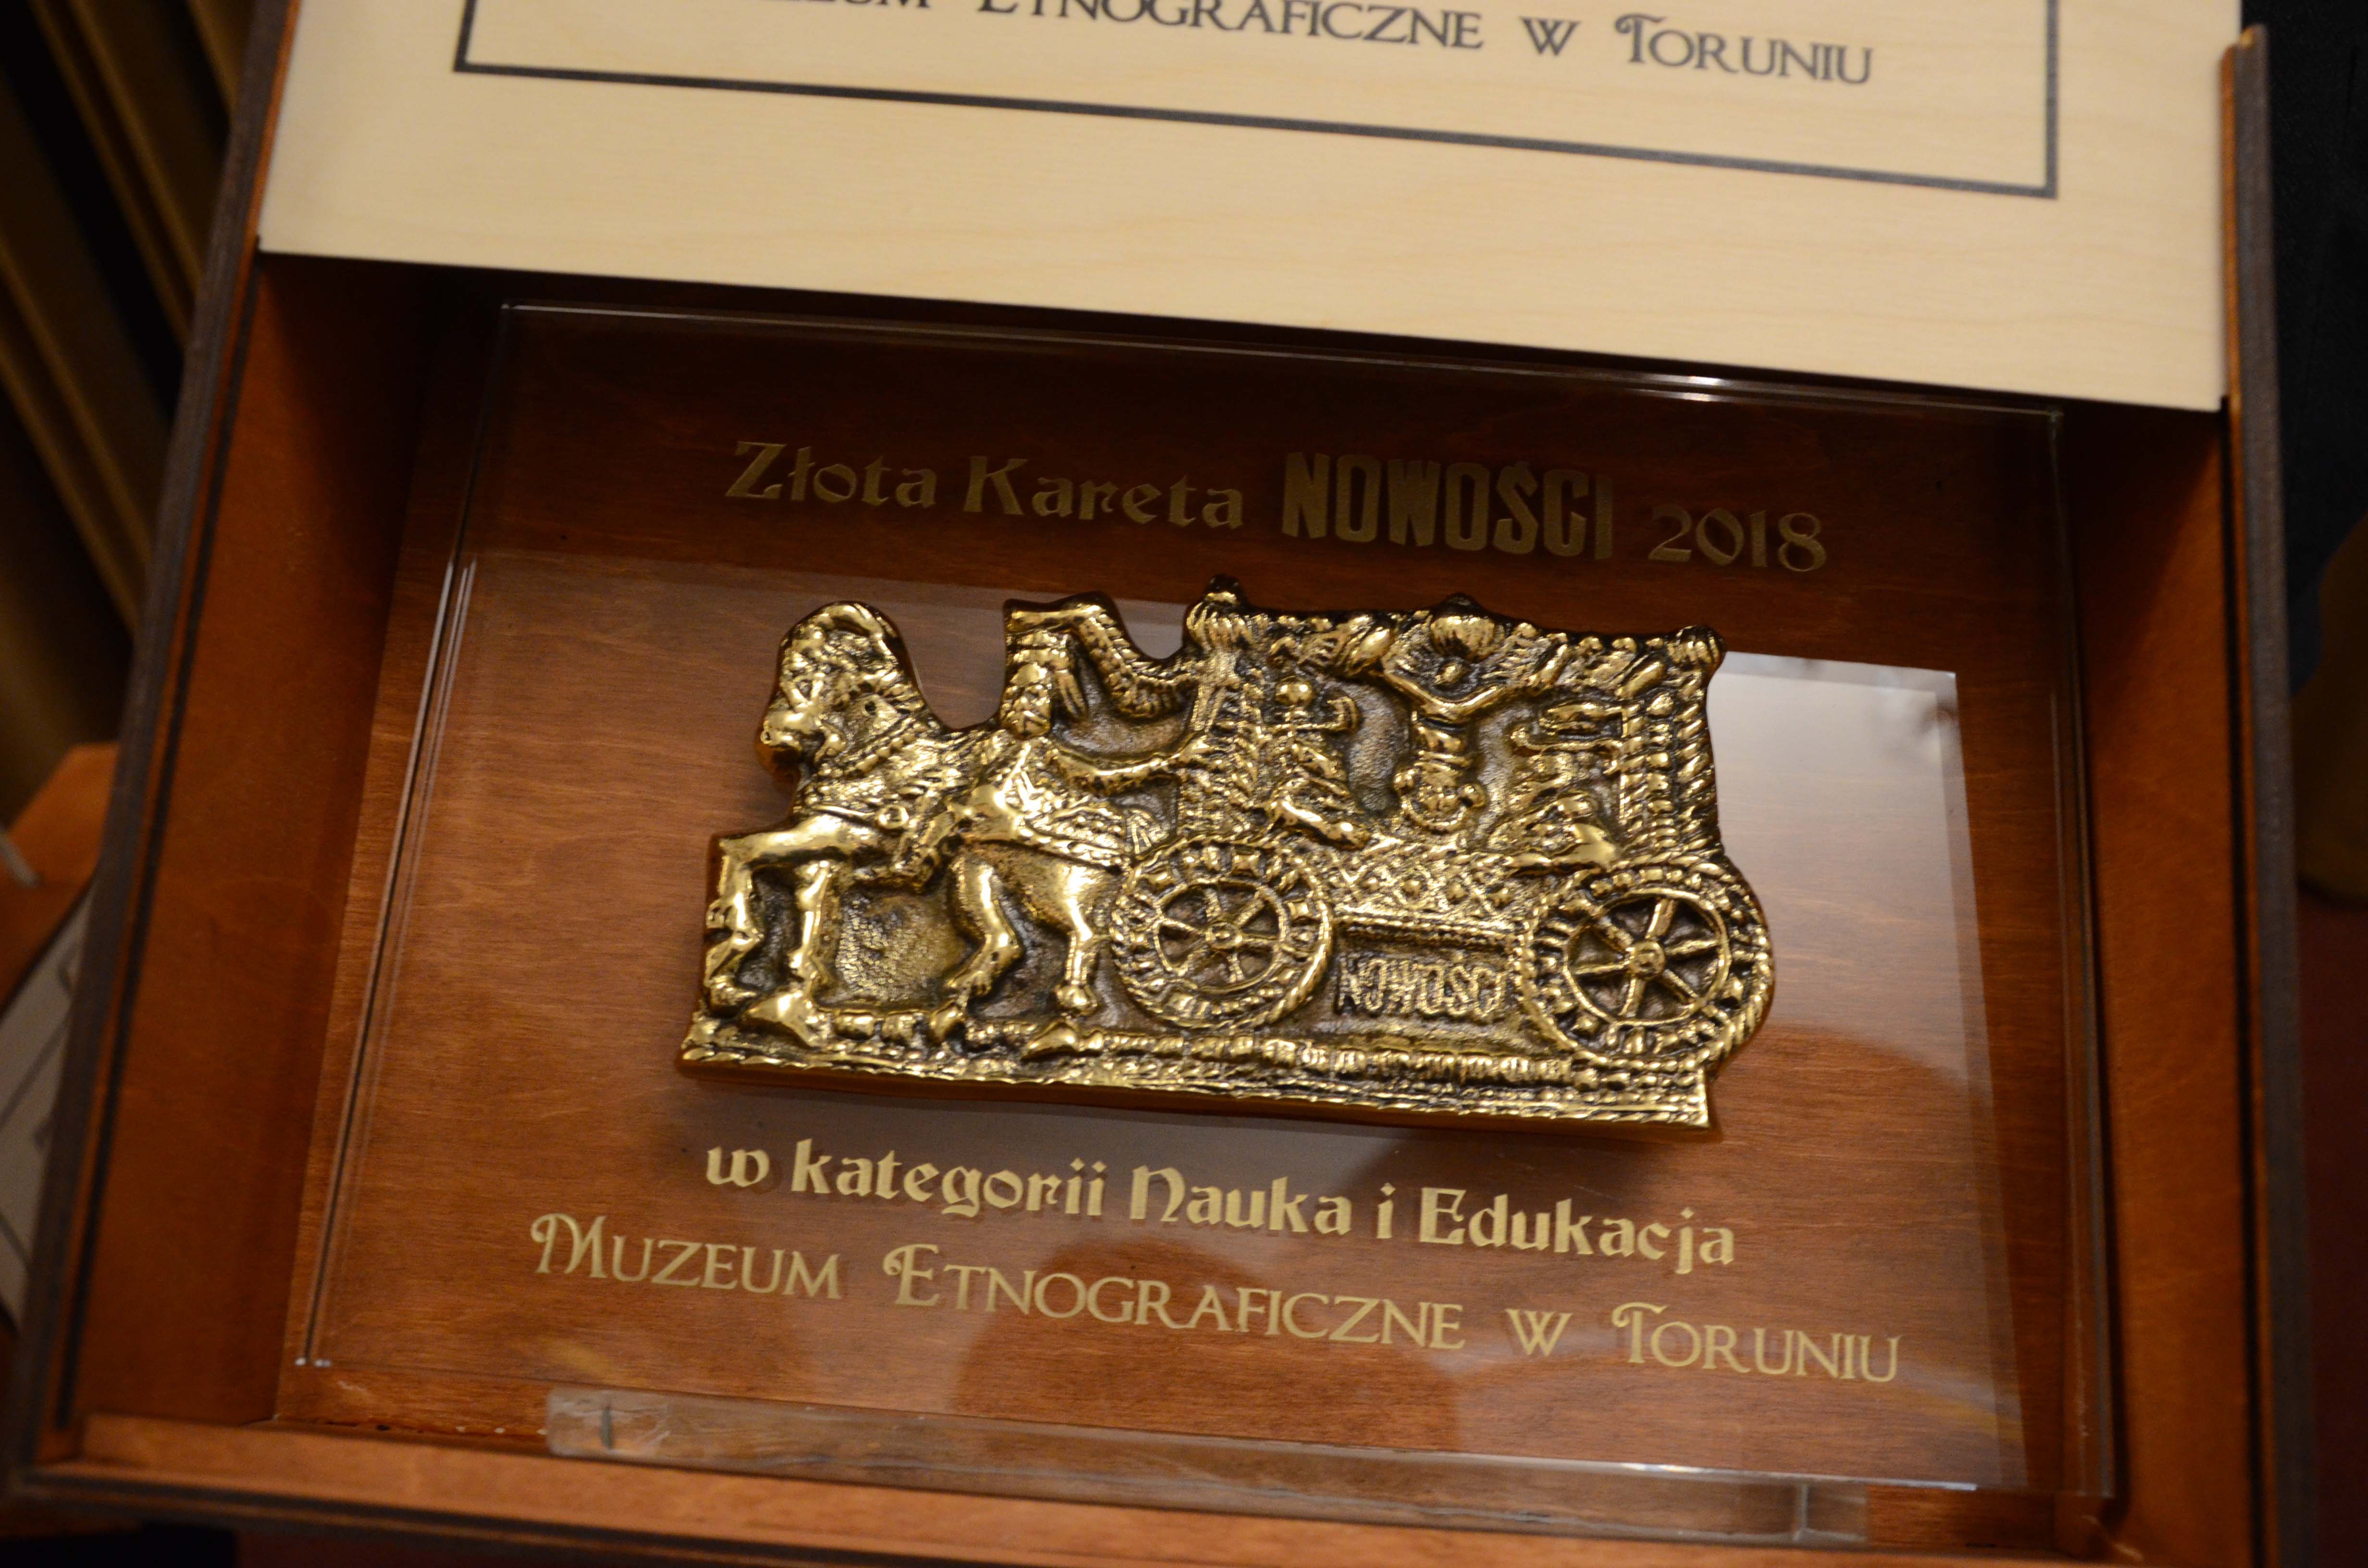 ETNOGRAFICZNE W TORUNIU
Złota Kareta NOWOŚCI 2018
NOWOŚCI
w kategorii Nauka i Edukacja
MUZEUM ETNOGRAFICZNE W TORUNIU